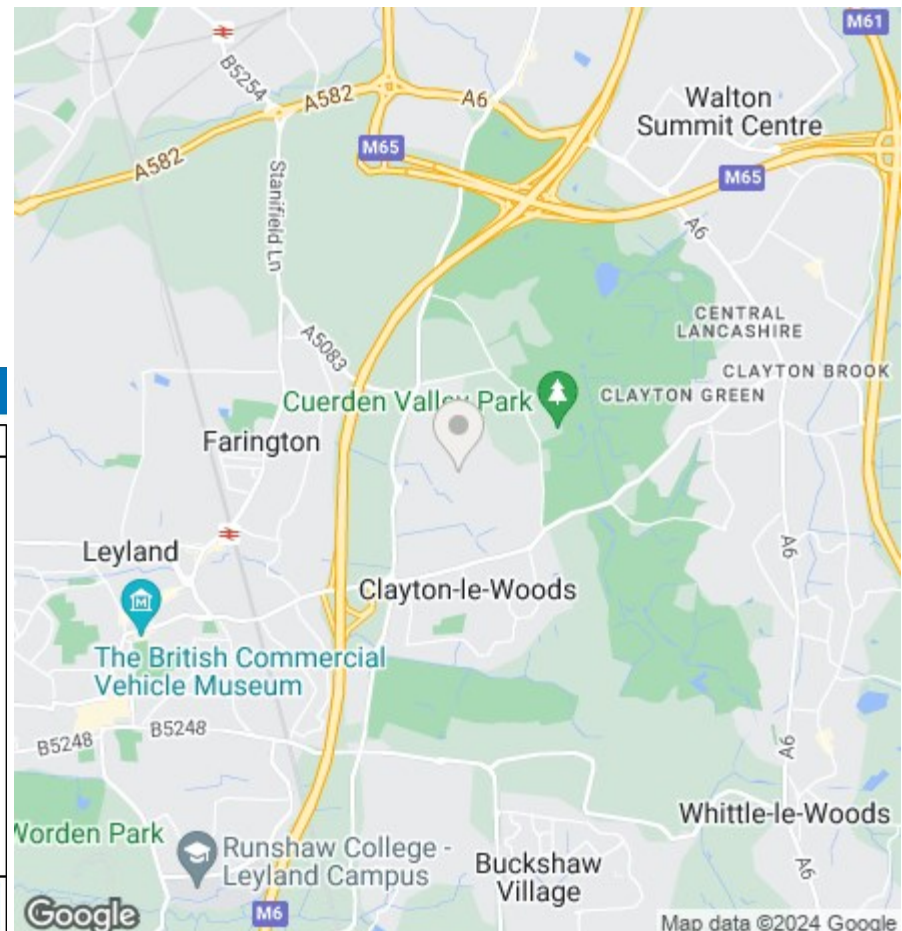 M61
B5254
A582
A6
Walton
Summit Centre
M65
A582
M65
Stanifield Ln
A6
CENTRAL
LANCASHIRE
A5083
CLAYTON BROOK
Cuerden Valley Park
CLAYTON GREEN
Farington
Leyland
A6
Clayton-le-Woods
The British Commercial
Vehicle Museum
B5248
B5248
A6
Whittle-le-Woods
Worden Park
Runshaw College -
Leyland Campus
Buckshaw
Village
A6
Google
M6
Map data ©2024 Google